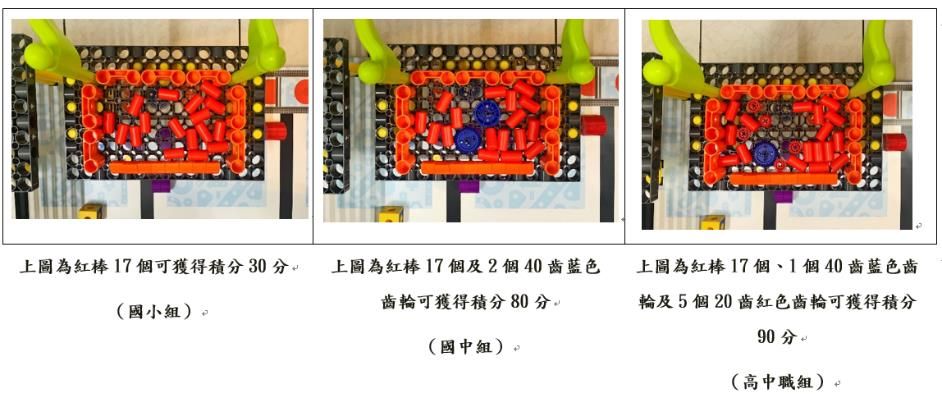 上圖為紅棒 17 個可獲得積分 30 分
（國小組）
上圖為紅棒 17 個及 2 個 40 齒藍色
齒輪可獲得積分 80 分
（國中組）
上圖為紅棒 17 個、1 個 40 齒藍色齒
輪及 5 個 20 齒紅色齒輪可獲得積分
90 分
（高中職組）